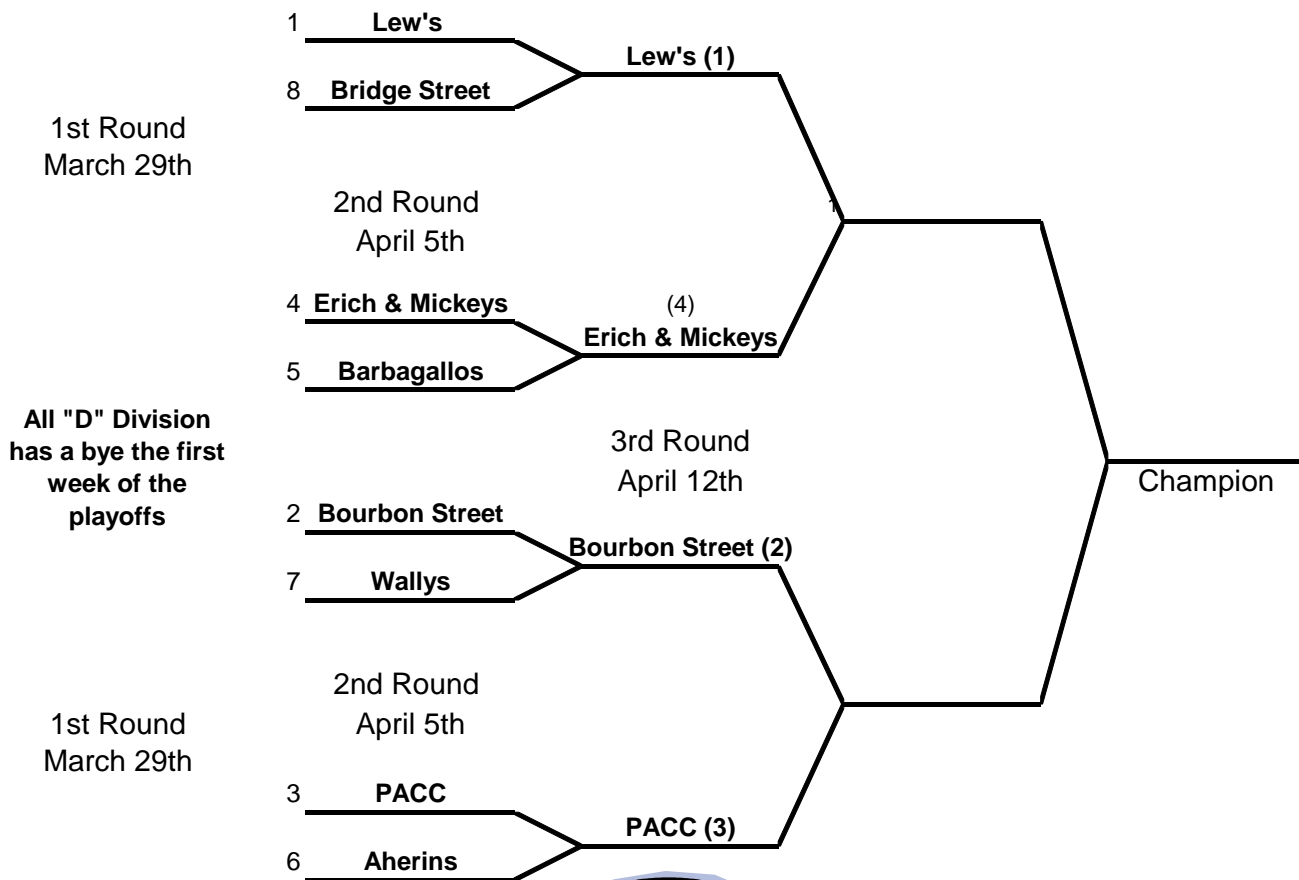 1 Lew's
Lew's (1)
8 Bridge Street
1st Round
March 29th
2nd Round
April 5th
1
4 Erich & Mickeys
(4)
Erich & Mickeys
5 Barbagallos
All "D" Division
has a bye the first
week of the
playoffs
3rd Round
April 12th
Champion
2 Bourbon Street
Bourbon Street (2)
7 Wallys
2nd Round
April 5th
1st Round
March 29th
3 PACC
PACC (3)
6 Aherins